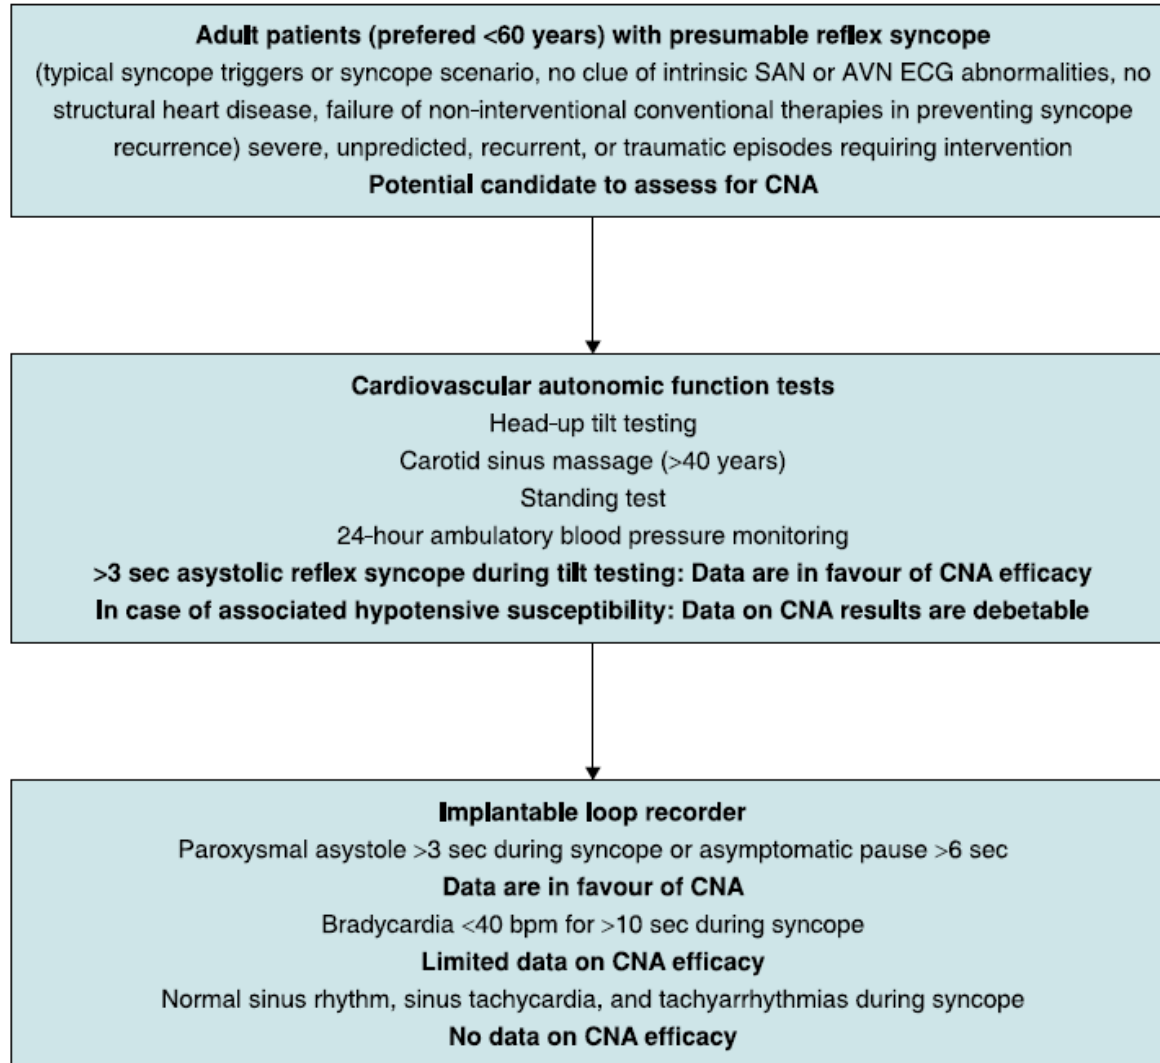 Adult patients (prefered <60 years) with presumable reflex syncope
(typical syncope triggers or syncope scenario, no clue of intrinsic SAN or AVN ECG abnormalities, no
structural heart disease, failure of non-interventional conventional therapies in preventing syncope
recurrence) severe, unpredicted, recurrent, or traumatic episodes requiring intervention
Potential candidate to assess for CNA
Cardiovascular autonomic function tests
Head-up tilt testing
Carotid sinus massage (>40 years)
Standing test
24-hour ambulatory blood pressure monitoring
>3 sec asystolic reflex syncope during tilt testing: Data are in favour of CNA efficacy
In case of associated hypotensive susceptibility: Data on CNA results are debetable
Implantable loop recorder
Paroxysmal asystole >3 sec during syncope or asymptomatic pause >6 sec
Data are in favour of CNA
Bradycardia <40 bpm for >10 sec during syncope
Limited data on CNA efficacy
Normal sinus rhythm, sinus tachycardia, and tachyarrhythmias during syncope
No data on CNA efficacy